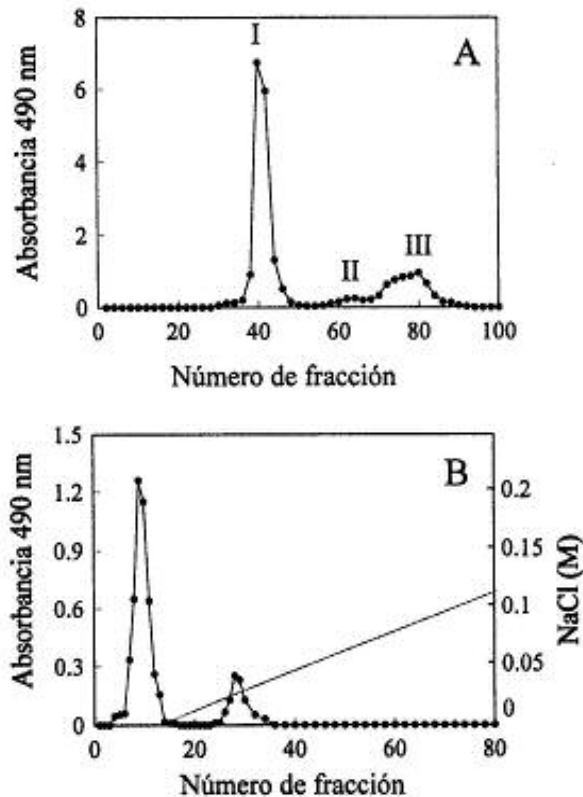 I
A
8
6
4
2
0
II
III
0 20 40 60 80 100
Absorbancia 490 nm
Número de fracción
B
1.5
1.2
0.9
0.6
0.3
0
0.2
0.15
0.1
0.05
0
0 20 40 60 80
Absorbancia 490 nm
NaCl (M)
Número de fracción